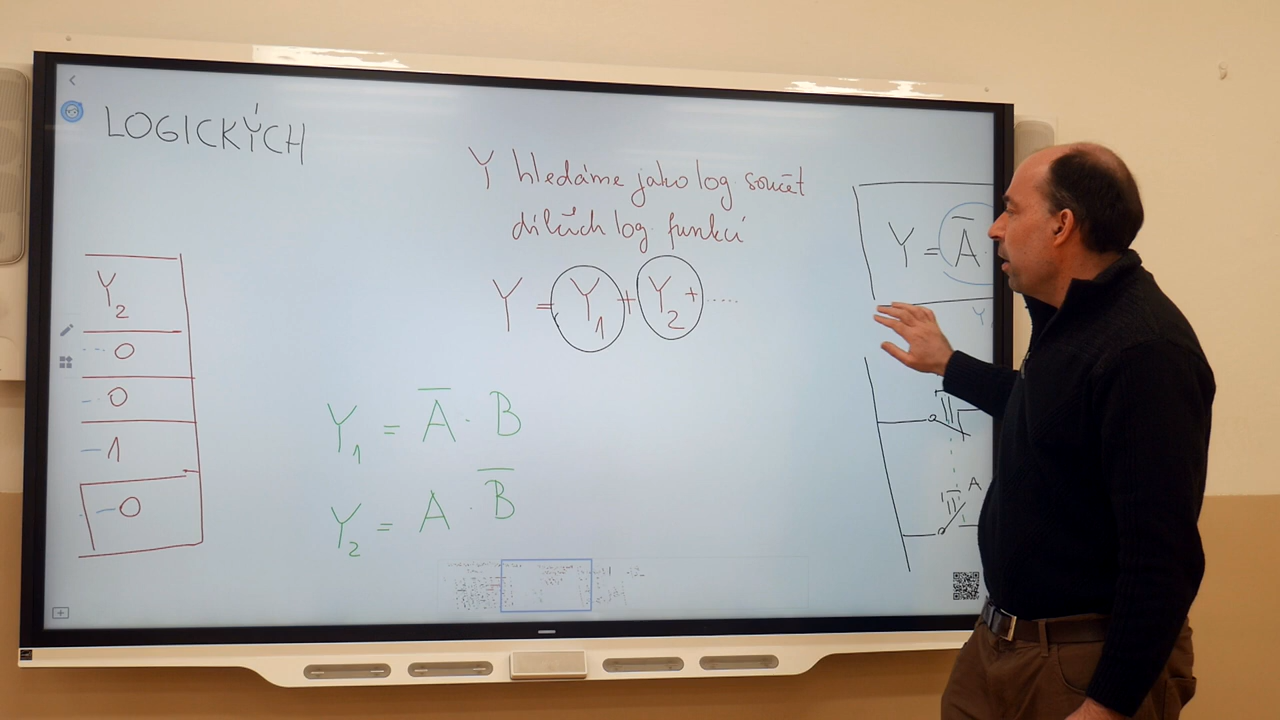 LOGICKÝCH
Y hledáme jako log. součet
dílčích log. funkcí
Y = Y1 + Y2 + .....
Y2
0
0
1
0
Y1 = A̅ · B
Y2 = A · B̅
Y = A̅ ·
Y
A